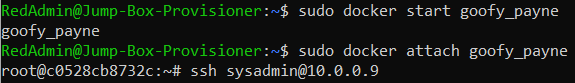 RedAdmin@Jump-Box-Provisioner:~$ sudo docker start goofy_payne
goofy_payne
RedAdmin@Jump-Box-Provisioner:~$ sudo docker attach goofy_payne
root@c0528cb8732c:~# ssh sysadmin@10.0.0.9